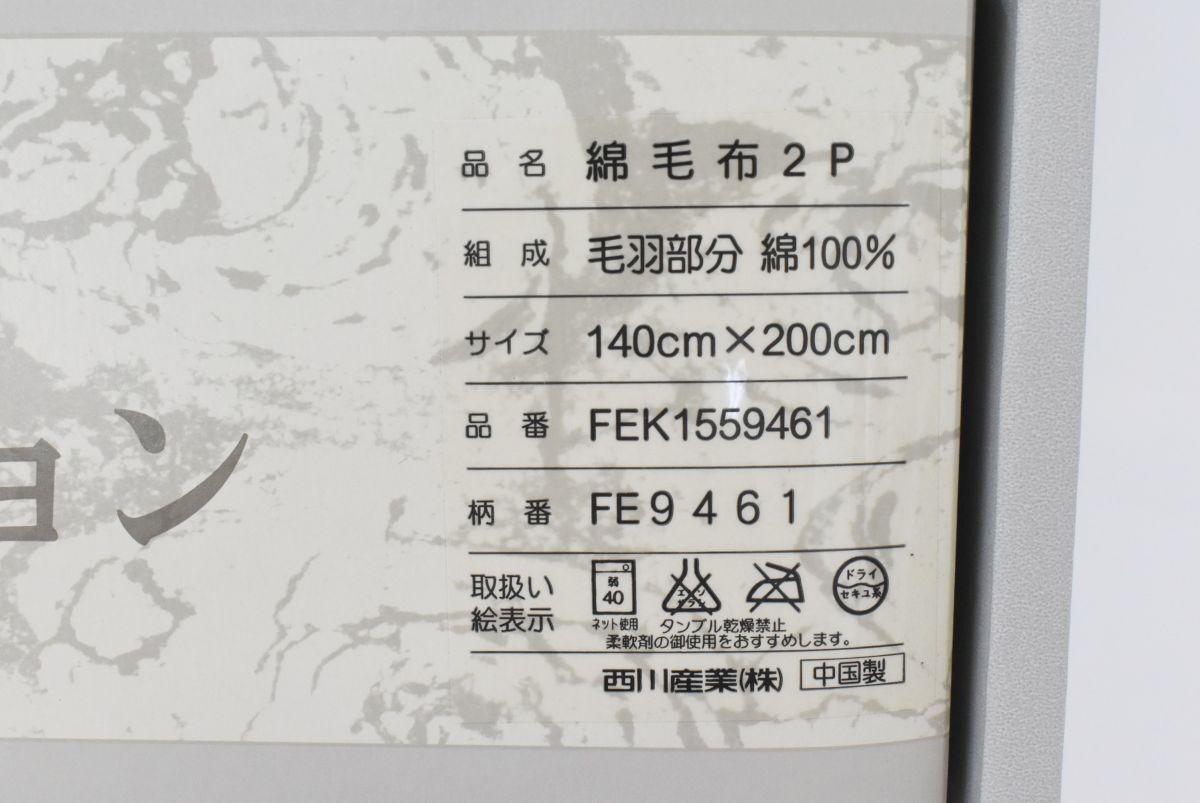 ョン
品名 綿毛布2P
組成 毛羽部分 綿100%
サイズ 140cm×200cm
品番 FEK1559461
柄番 FE9461
取扱い
絵表示
弱
40
ネット使用
エンソ
サラシ
ドライ
セキユ系
タンブル乾燥禁止
柔軟剤の御使用をおすすめします。
西川産業(株) 中国製